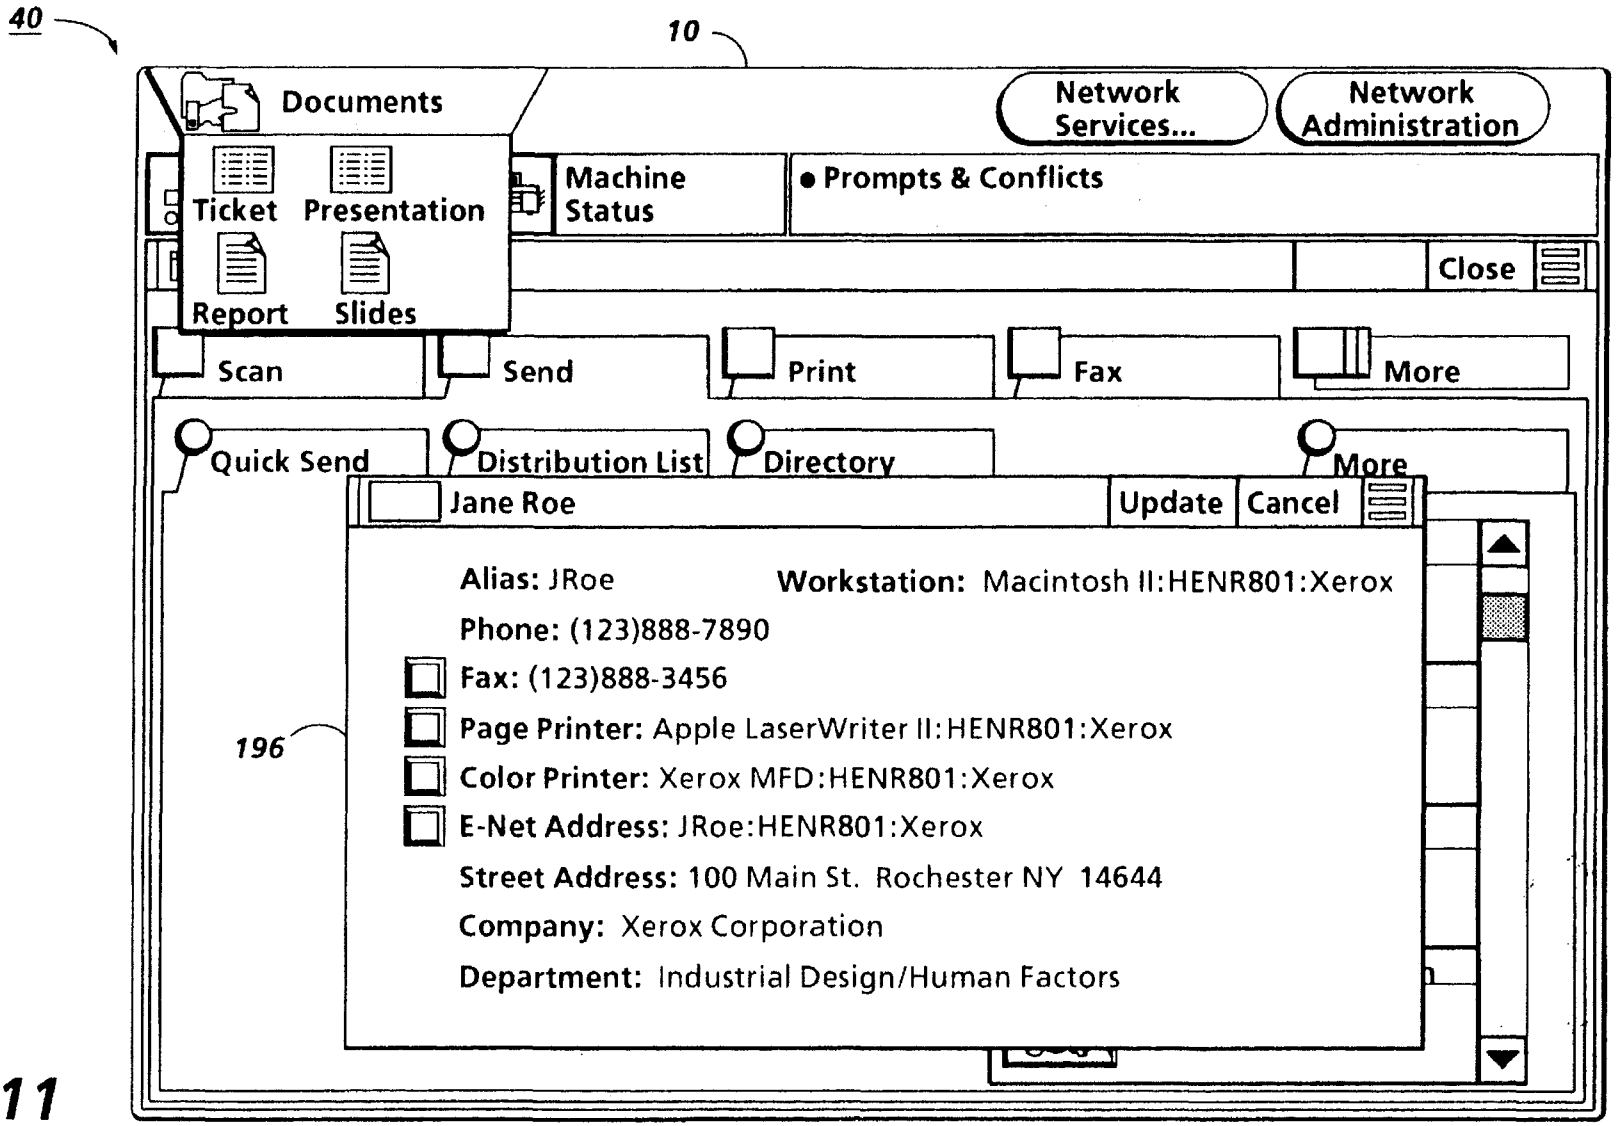 40
10
Documents
Network Services...
Network Administration
Ticket Presentation
Machine Status
● Prompts & Conflicts
Report Slides
Close
Scan Send Print Fax More
Quick Send Distribution List Directory More
Jane Roe Update Cancel
Alias: JRoe Workstation: Macintosh II:HENR801:Xerox
Phone: (123)888-7890
Fax: (123)888-3456
196
Page Printer: Apple LaserWriter II:HENR801:Xerox
Color Printer: Xerox MFD:HENR801:Xerox
E-Net Address: JRoe:HENR801:Xerox
Street Address: 100 Main St. Rochester NY 14644
Company: Xerox Corporation
Department: Industrial Design/Human Factors
11